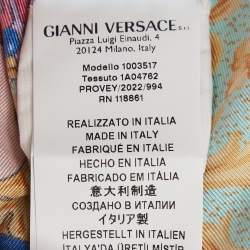 GIANNI VERSACE S.r.l.
Piazza Luigi Einaudi, 4
20124 Milano, Italy
Modello 1003517
Tessuto 1A04762
PROVEY/2022/994
RN 118861
REALIZZATO IN ITALIA
MADE IN ITALY
FABRIQUÉ EN ITALIE
HECHO EN ITALIA
FABRICADO EM ITÁLIA
意大利制造
СОЗДАНО В ИТАЛИИ
イタリア製
HERGESTELLT IN ITALIEN
İTALYA'DA ÜRETİLMİŞTİR